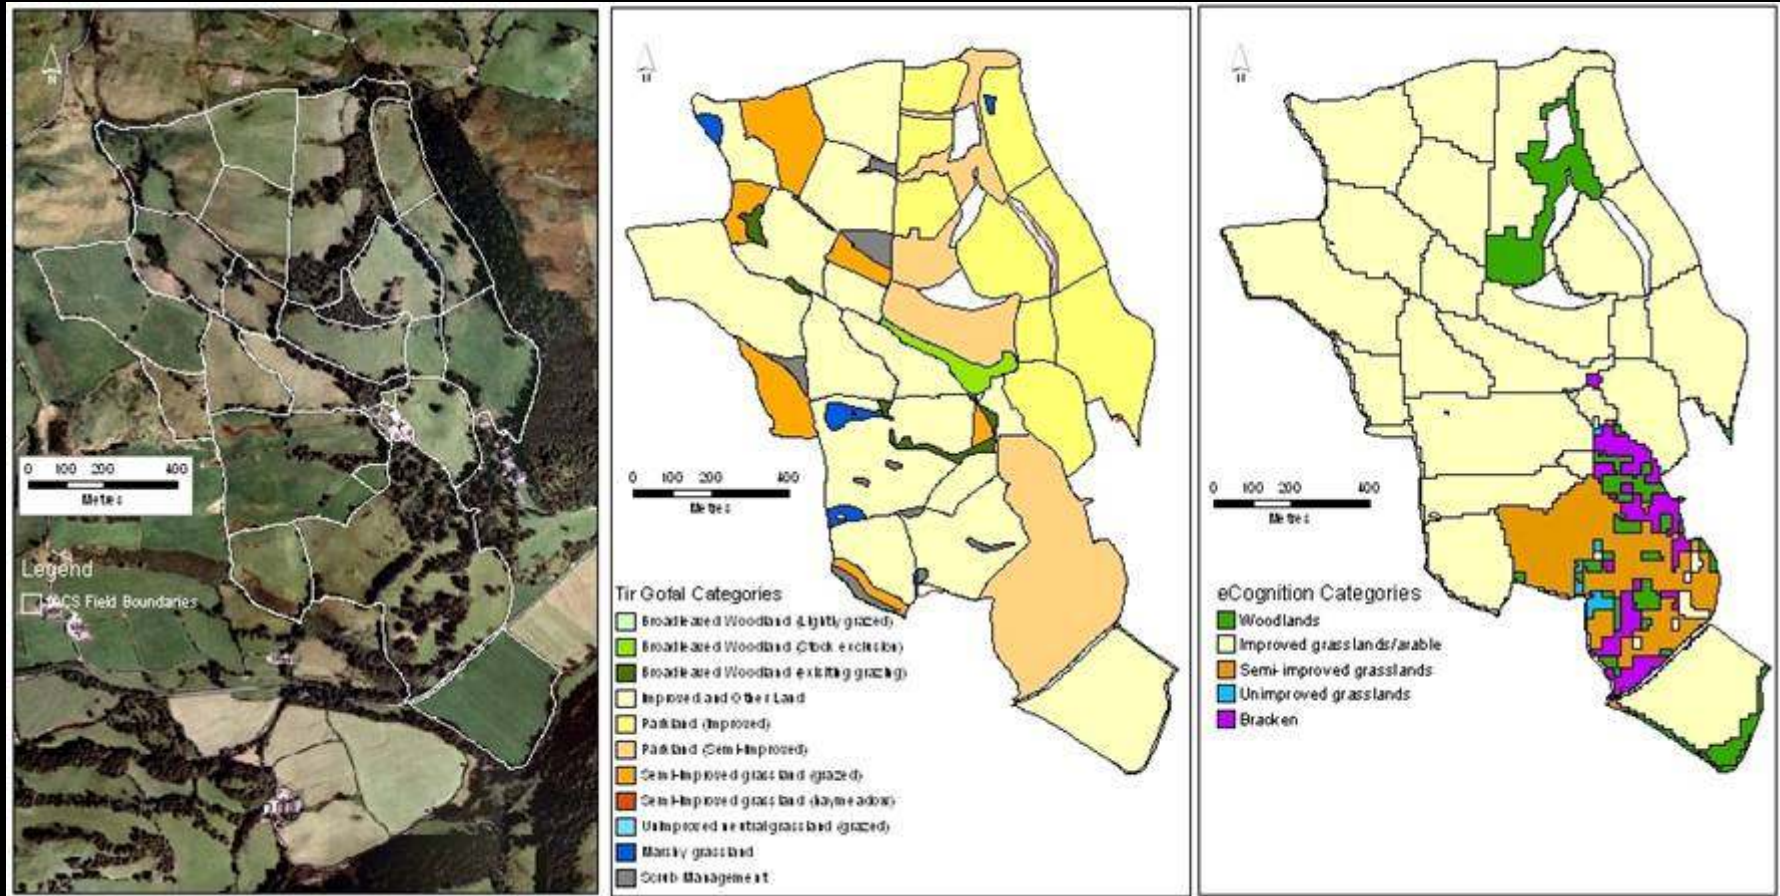 N
0 100 200 400
Metres
Legend
IACS Field Boundaries
N
0 100 200 400
Metres
Tir Gofal Categories
Broadleaved Woodland (Lightly grazed)
Broadleaved Woodland (Stock exclusion)
Broadleaved Woodland (existing grazing)
Improved and Other Land
Parkland (Improved)
Parkland (Semi-Improved)
Semi-Improved grassland (grazed)
Semi-Improved grassland (haymeadow)
Unimproved neutral grassland (grazed)
Marshy grassland
Scrub Management
N
0 100 200 400
Metres
eCognition Categories
Woodlands
Improved grasslands/arable
Semi-improved grasslands
Unimproved grasslands
Bracken